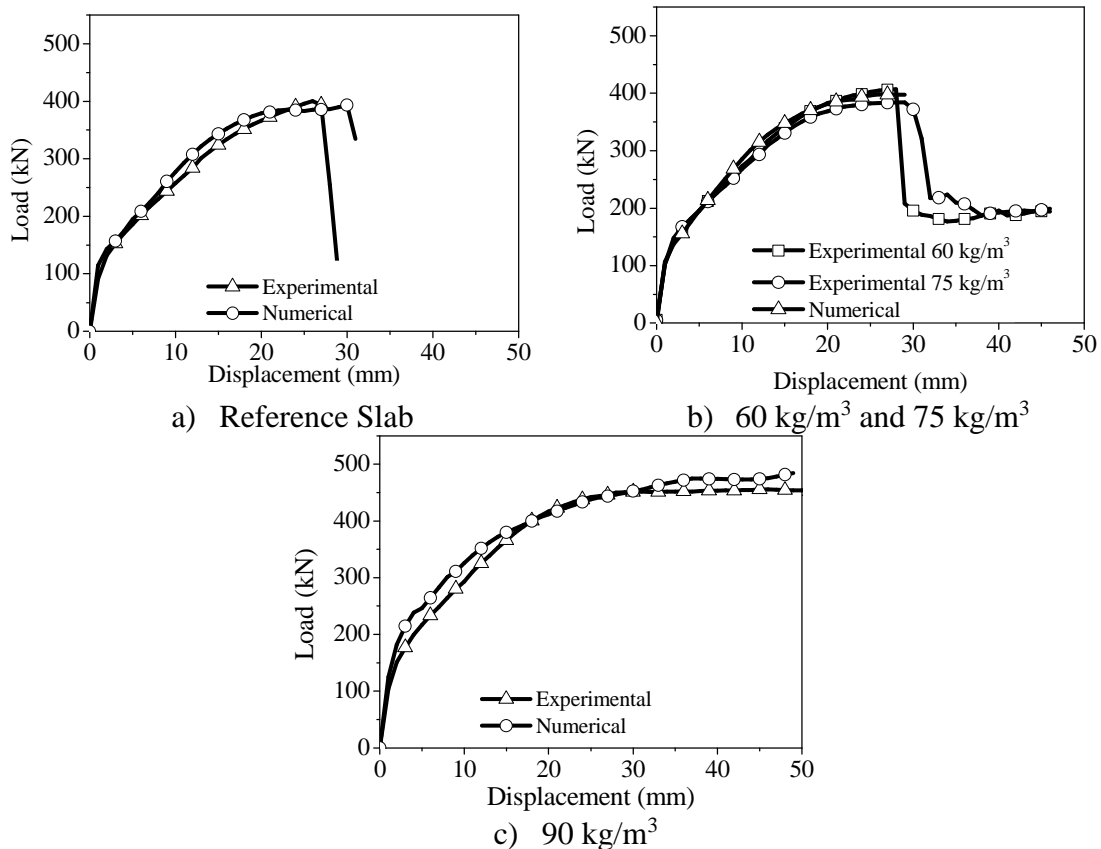 500
400
300
200
100
0
Load (kN)
Experimental
Numerical
0 10 20 30 40 50
Displacement (mm)
a) Reference Slab
500
400
300
200
100
0
Load (kN)
Experimental 60 kg/m³
Experimental 75 kg/m³
Numerical
0 10 20 30 40 50
Displacement (mm)
b) 60 kg/m³ and 75 kg/m³
500
400
300
200
100
0
Load (kN)
Experimental
Numerical
0 10 20 30 40 50
Displacement (mm)
c) 90 kg/m³